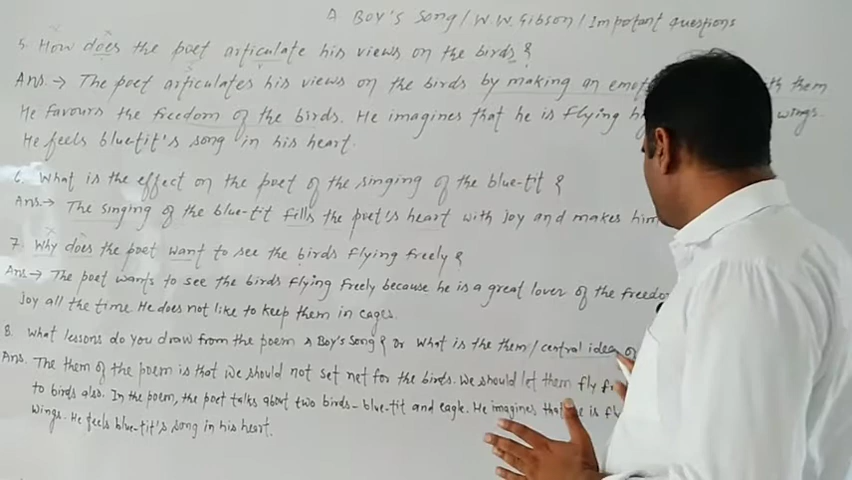 A Boy's Song/W.W. Gibson/Impotant Questions
5. How does the poet articulate his views on the birds?
Ans.→ The poet articulates his views on the birds by making an them
He favours the freedom of the birds. He imagines that he is flying wings.
He feels blue-tit's song in his heart.
6. What is the effect on the poet of the singing of the blue-tit?
Ans.→ The singing of the blue-tit fills the poet's heart with joy and makes him
7. Why does the poet want to see the birds flying freely?
Ans→ The poet wants to see the birds flying freely because he is a great lover of the
joy all the time. He does not like to keep them in cages.
8. What lessons do you draw from the poem A Boy's Song? or What is the them/central idea
Ans. The them of the poem is that we should not set net for the birds. We should let them fly
to birds also. In the poem, the poet talks about two birds- blue-tit and eagle. He imagines that he is
wings. He feels blue-tit's song in his heart.